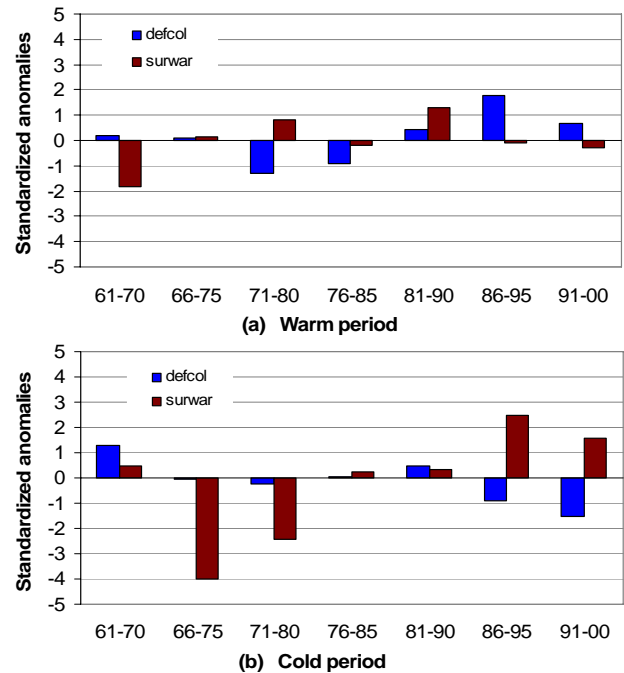 Standardized anomalies
5
4
3
2
1
0
-1
-2
-3
-4
-5
defcol
surwar
61-70 66-75 71-80 76-85 81-90 86-95 91-00
(a) Warm period
Standardized anomalies
5
4
3
2
1
0
-1
-2
-3
-4
-5
defcol
surwar
61-70 66-75 71-80 76-85 81-90 86-95 91-00
(b) Cold period